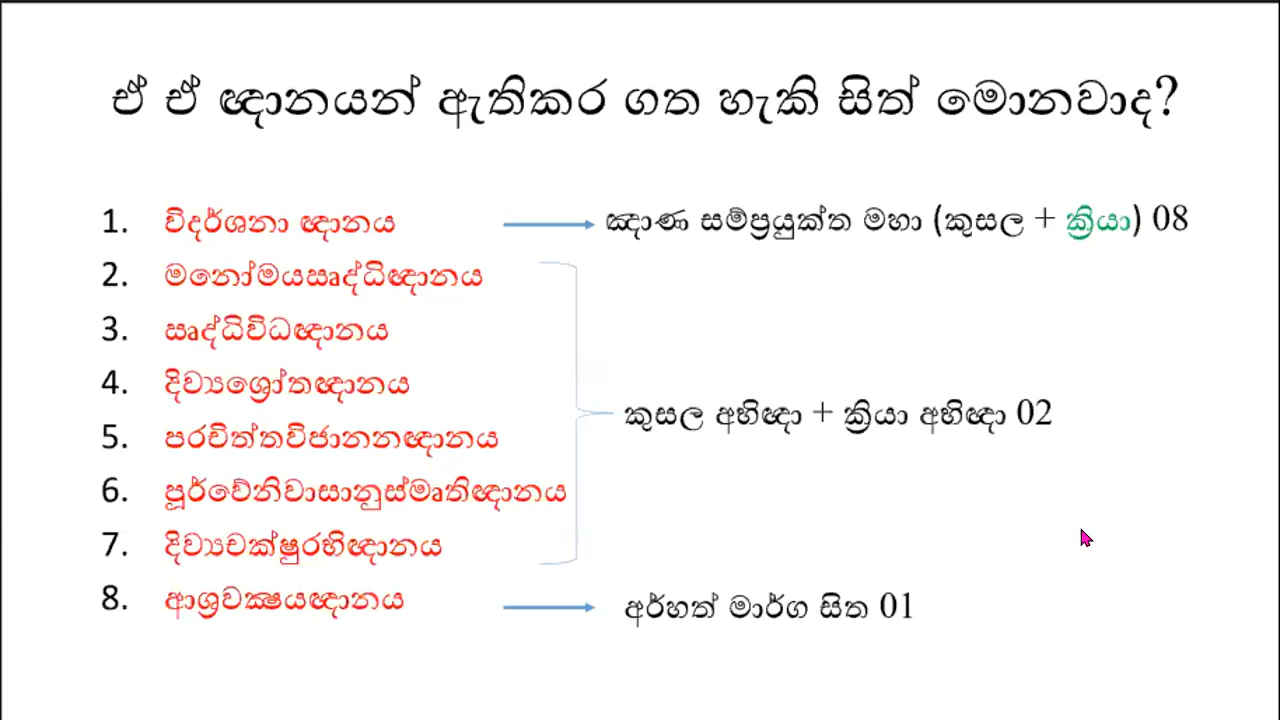 ඒ ඒ ඥානයන් ඇතිකර ගත හැකි සිත් මොනවාද?
1. විදර්ශනා ඥානය
ඤාණ සම්ප්‍රයුක්ත මහා (කුසල + ක්‍රියා) 08
2. මනෝමයඍද්ධිඥානය
3. ඍද්ධිවිධඥානය
4. දිව්‍යශ්‍රෝතඥානය
5. පරචිත්තවිජානනඥානය
කුසල අභිඥා + ක්‍රියා අභිඥා 02
6. පූර්වේනිවාසානුස්මෘතිඥානය
7. දිව්‍යචක්ෂුරභිඥානය
8. ආශ්‍රවක්‍ෂයඥානය
අර්හත් මාර්ග සිත 01